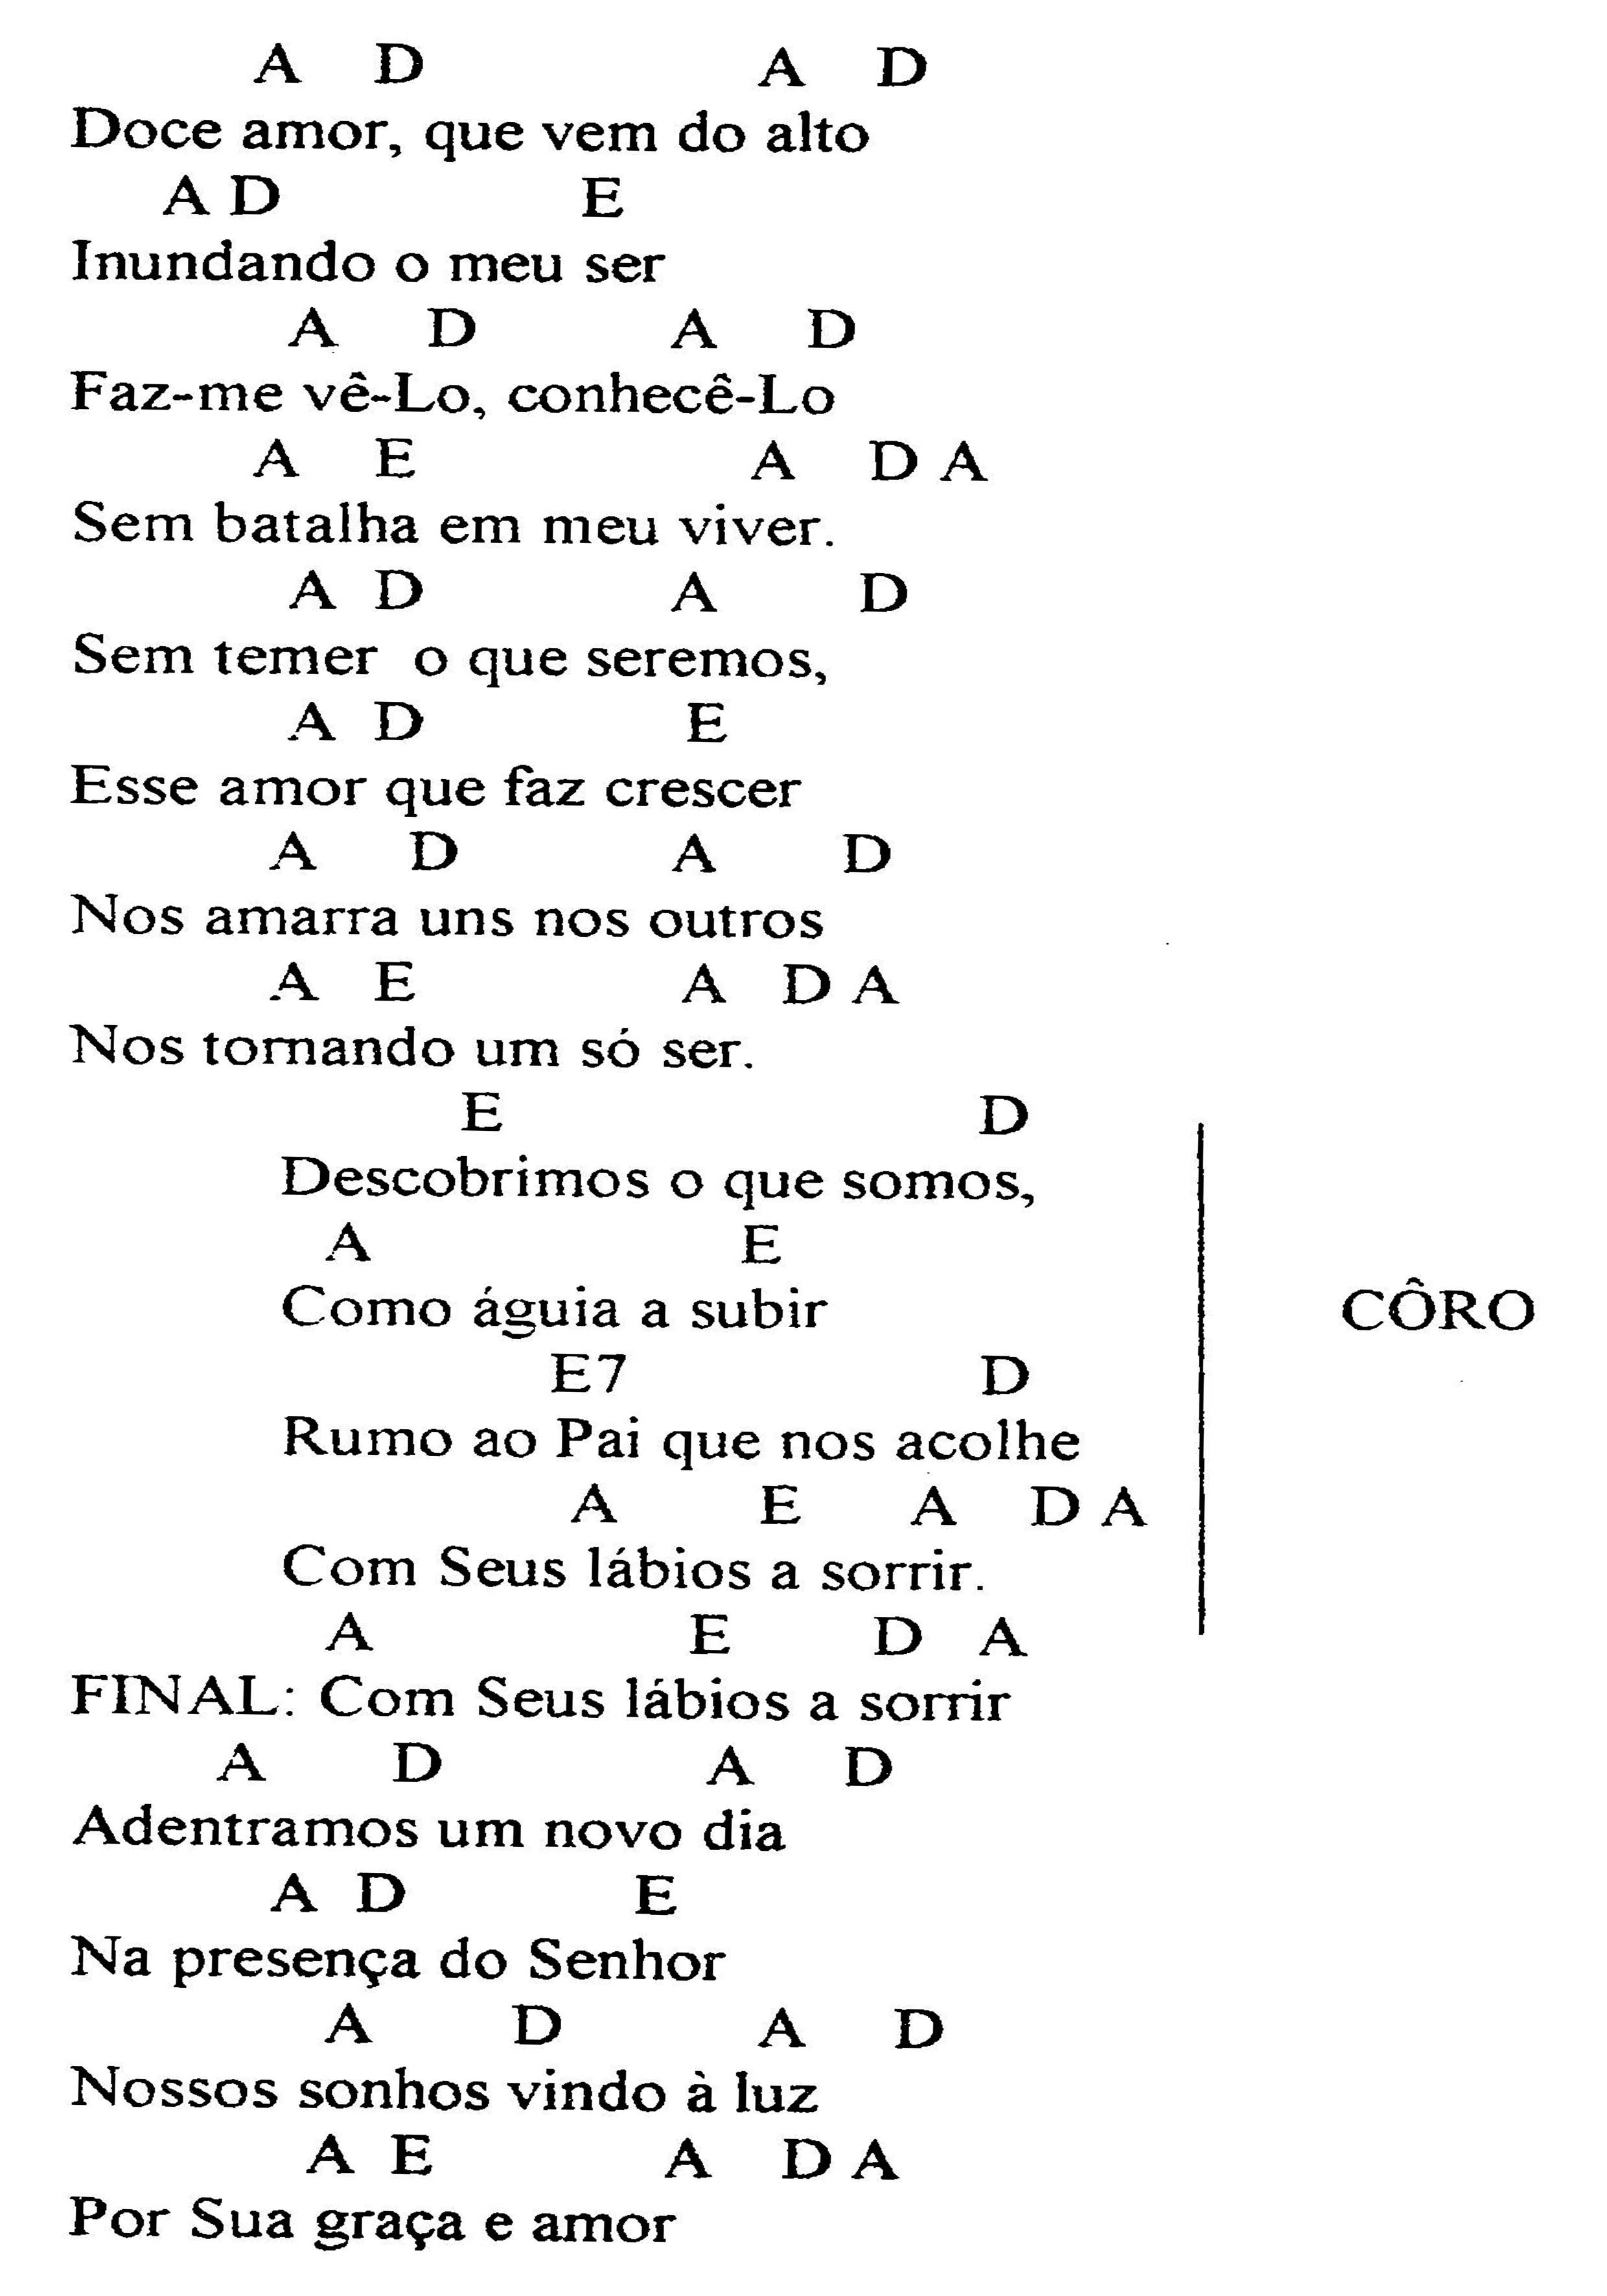 A D A D
Doce amor, que vem do alto
A D E
Inundando o meu ser
A D A D
Faz-me vê-Lo, conhecê-Lo
A E A D A
Sem batalha em meu viver.
A D A D
Sem temer o que seremos,
A D E
Esse amor que faz crescer
A D A D
Nos amarra uns nos outros
A E A D A
Nos tornando um só ser.
E D
Descobrimos o que somos,
A E
Como águia a subir
CÔRO
E7 D
Rumo ao Pai que nos acolhe
A E A D A
Com Seus lábios a sorrir.
A E D A
FINAL: Com Seus lábios a sorrir
A D A D
Adentramos um novo dia
A D E
Na presença do Senhor
A D A D
Nossos sonhos vindo à luz
A E A D A
Por Sua graça e amor